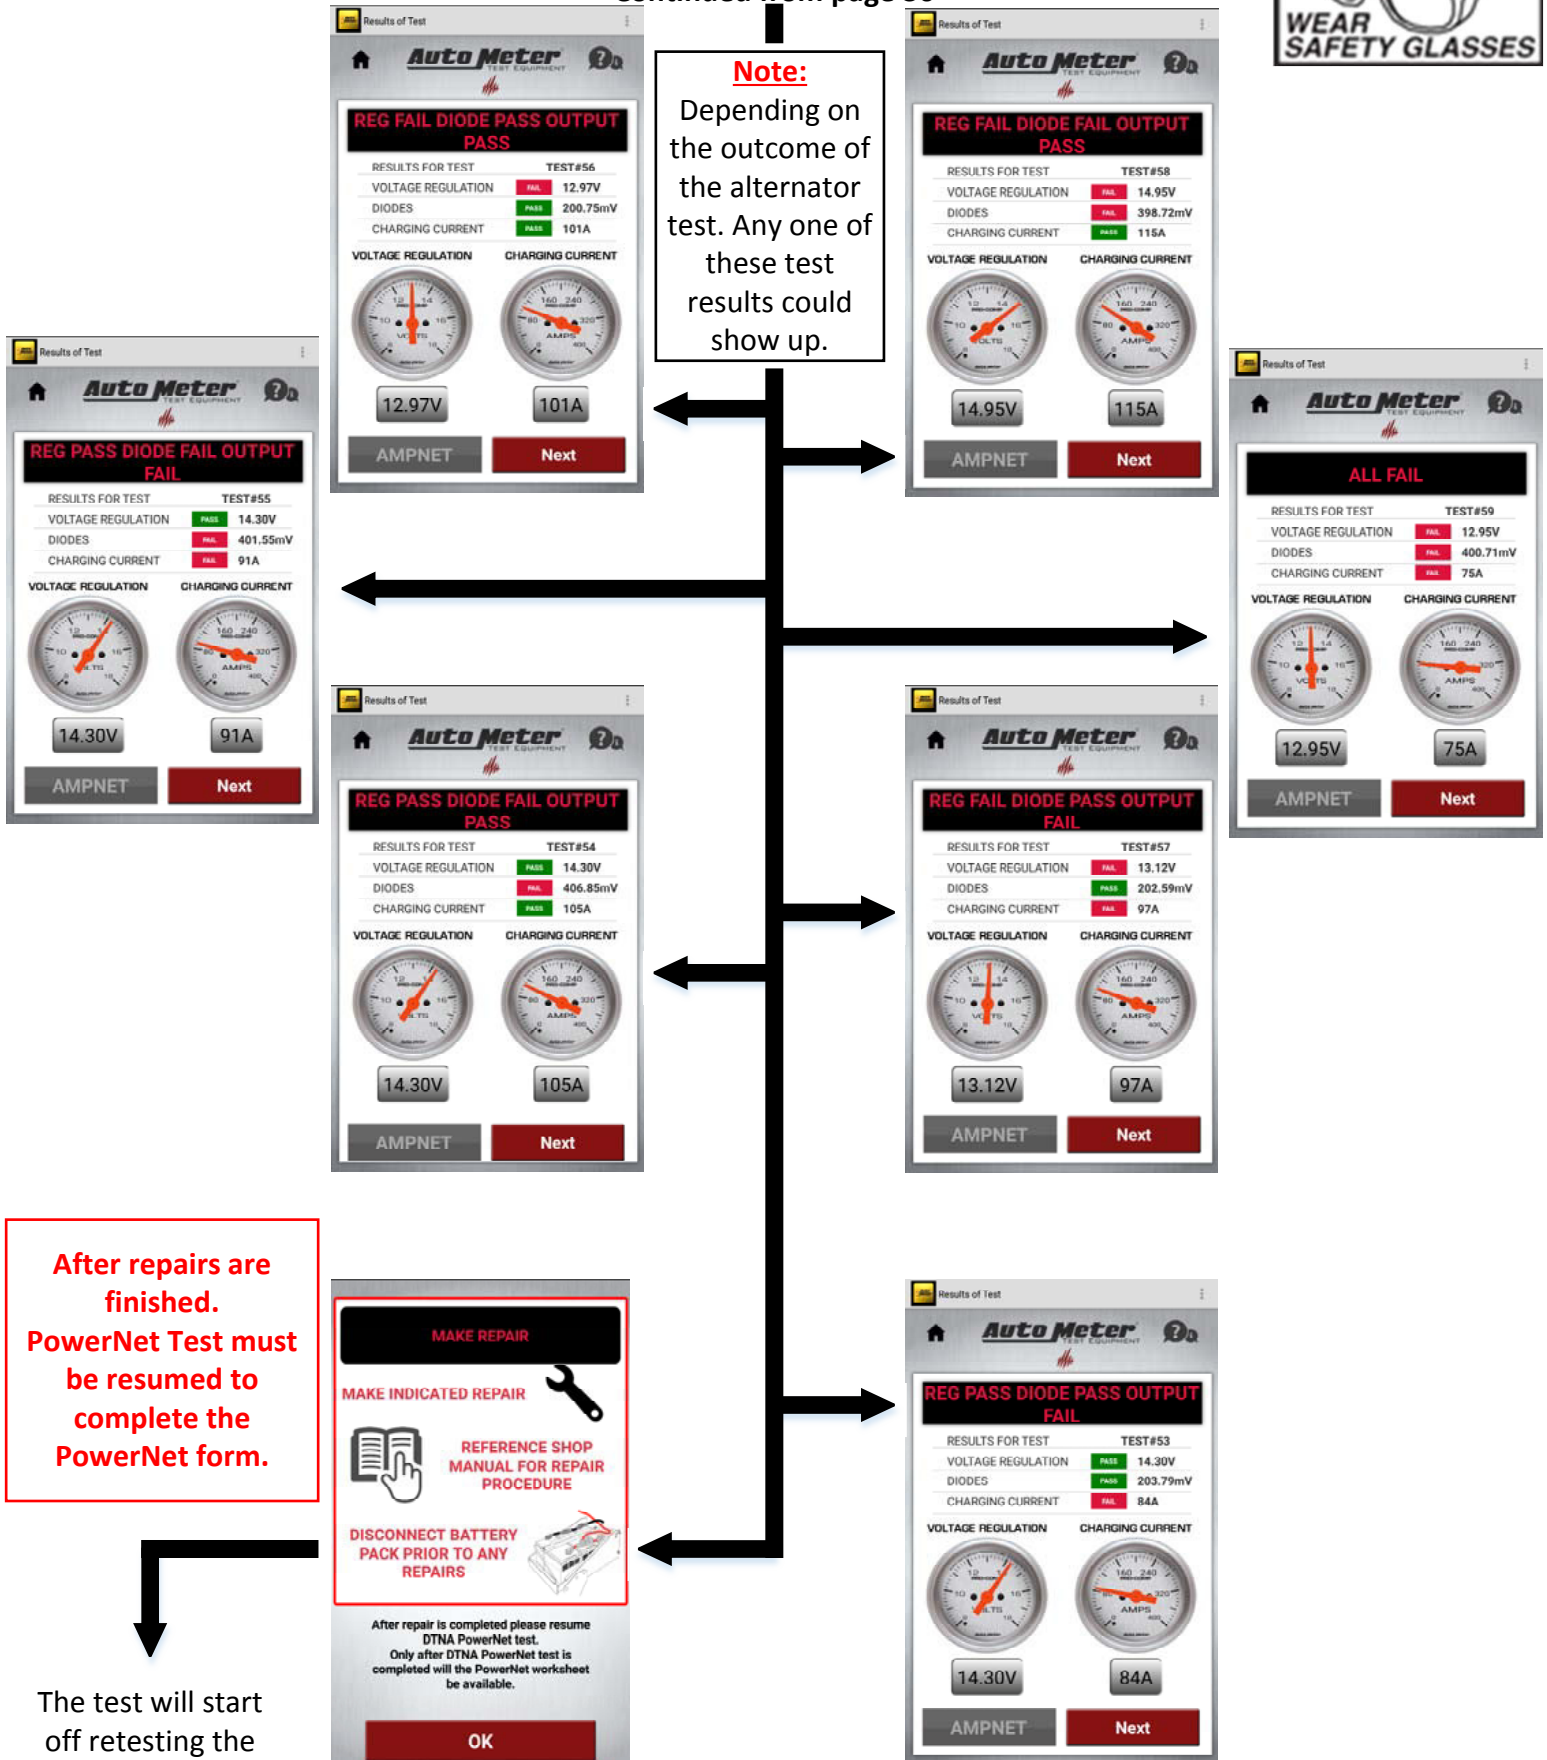 Continued from page 30
WEAR
SAFETY GLASSES
Results of Test
Auto Meter
TEST EQUIPMENT
REG FAIL DIODE PASS OUTPUT
PASS
RESULTS FOR TEST TEST#56
VOLTAGE REGULATION FAIL 12.97V
DIODES PASS 200.75mV
CHARGING CURRENT PASS 101A
VOLTAGE REGULATION CHARGING CURRENT
12.97V 101A
AMPNET Next
Note:
Depending on
the outcome of
the alternator
test. Any one of
these test
results could
show up.
Results of Test
Auto Meter
TEST EQUIPMENT
REG FAIL DIODE FAIL OUTPUT
PASS
RESULTS FOR TEST TEST#58
VOLTAGE REGULATION FAIL 14.95V
DIODES FAIL 398.72mV
CHARGING CURRENT PASS 115A
VOLTAGE REGULATION CHARGING CURRENT
14.95V 115A
AMPNET Next
Results of Test
Auto Meter
TEST EQUIPMENT
REG PASS DIODE FAIL OUTPUT
FAIL
RESULTS FOR TEST TEST#55
VOLTAGE REGULATION PASS 14.30V
DIODES FAIL 401.55mV
CHARGING CURRENT FAIL 91A
VOLTAGE REGULATION CHARGING CURRENT
14.30V 91A
AMPNET Next
Results of Test
Auto Meter
TEST EQUIPMENT
ALL FAIL
RESULTS FOR TEST TEST#59
VOLTAGE REGULATION FAIL 12.95V
DIODES FAIL 400.71mV
CHARGING CURRENT FAIL 75A
VOLTAGE REGULATION CHARGING CURRENT
12.95V 75A
AMPNET Next
Results of Test
Auto Meter
TEST EQUIPMENT
REG PASS DIODE FAIL OUTPUT
PASS
RESULTS FOR TEST TEST#54
VOLTAGE REGULATION PASS 14.30V
DIODES FAIL 406.85mV
CHARGING CURRENT PASS 105A
VOLTAGE REGULATION CHARGING CURRENT
14.30V 105A
AMPNET Next
Results of Test
Auto Meter
TEST EQUIPMENT
REG FAIL DIODE PASS OUTPUT
FAIL
RESULTS FOR TEST TEST#57
VOLTAGE REGULATION FAIL 13.12V
DIODES PASS 202.59mV
CHARGING CURRENT FAIL 97A
VOLTAGE REGULATION CHARGING CURRENT
13.12V 97A
AMPNET Next
After repairs are
finished.
PowerNet Test must
be resumed to
complete the
PowerNet form.
MAKE REPAIR
MAKE INDICATED REPAIR
REFERENCE SHOP
MANUAL FOR REPAIR
PROCEDURE
DISCONNECT BATTERY
PACK PRIOR TO ANY
REPAIRS
After repair is completed please resume
DTNA PowerNet test.
Only after DTNA PowerNet test is
completed will the PowerNet worksheet
be available.
OK
Results of Test
Auto Meter
TEST EQUIPMENT
REG PASS DIODE PASS OUTPUT
FAIL
RESULTS FOR TEST TEST#53
VOLTAGE REGULATION PASS 14.30V
DIODES PASS 203.79mV
CHARGING CURRENT FAIL 84A
VOLTAGE REGULATION CHARGING CURRENT
14.30V 84A
AMPNET Next
The test will start
off retesting the